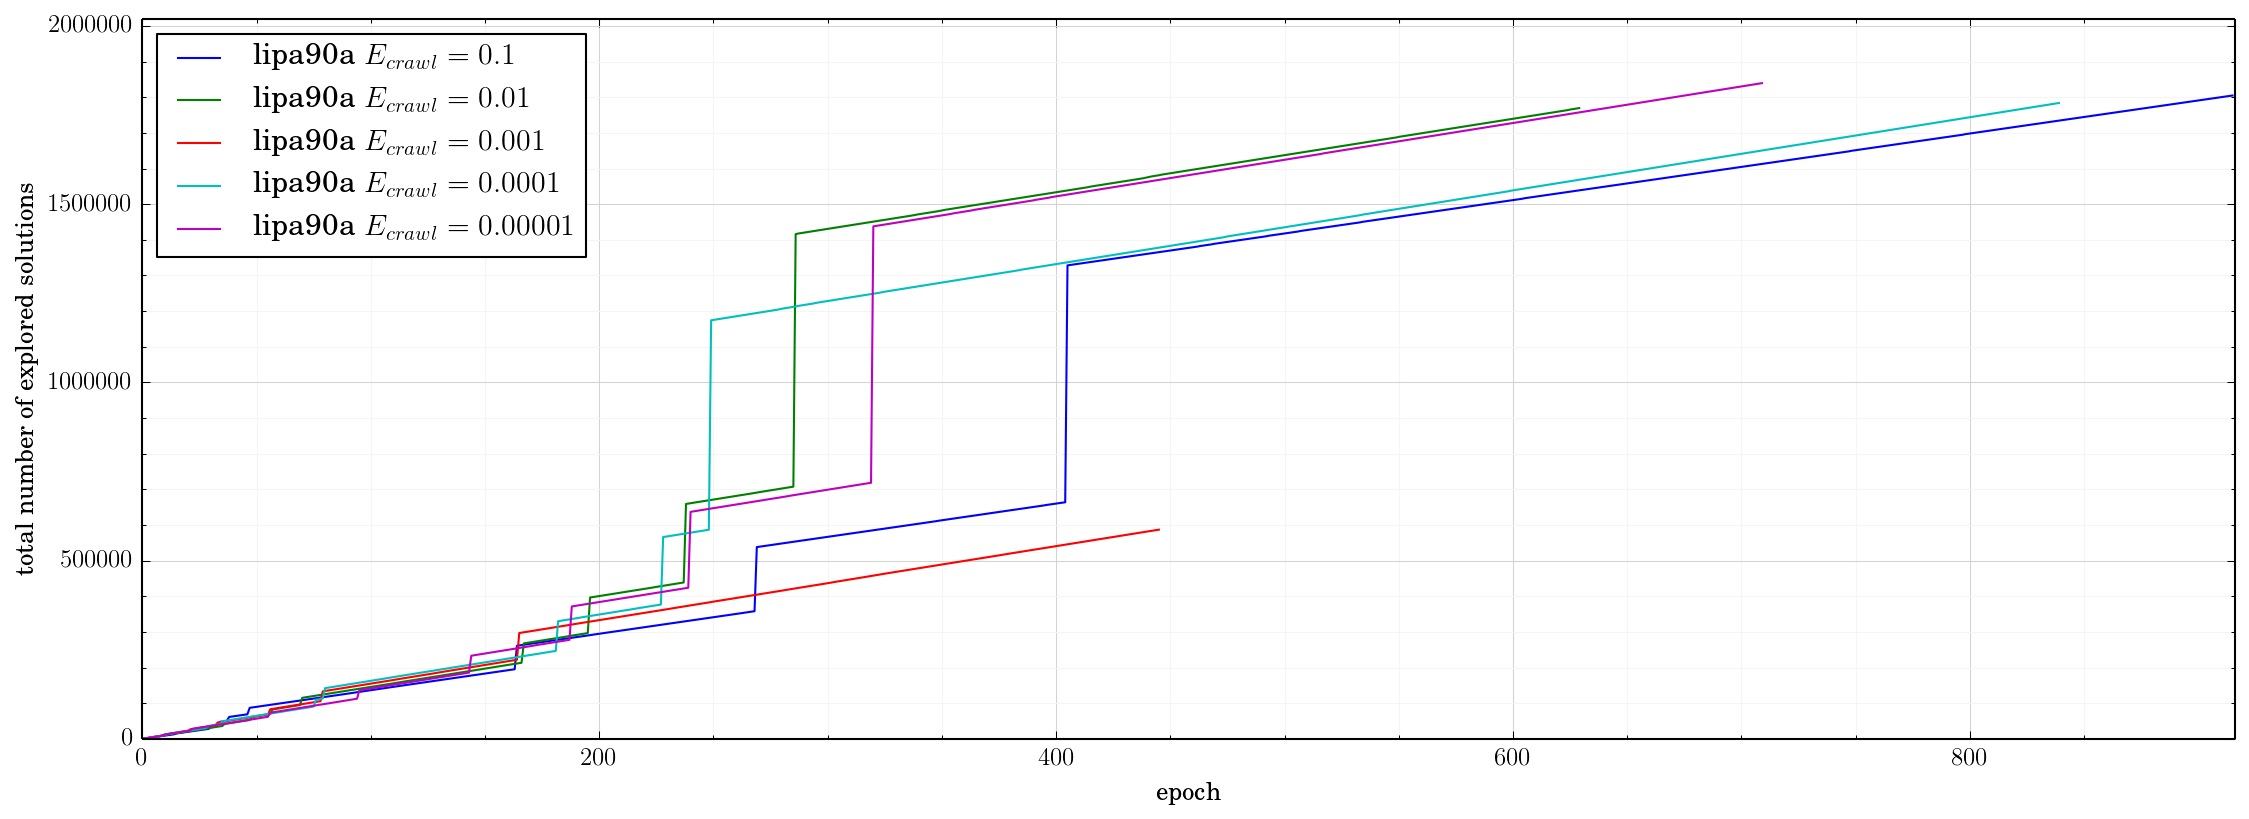 2000000
1500000
1000000
500000
0
total number of explored solutions
lipa90a E_crawl = 0.1
lipa90a E_crawl = 0.01
lipa90a E_crawl = 0.001
lipa90a E_crawl = 0.0001
lipa90a E_crawl = 0.00001
0 200 400 600 800
epoch